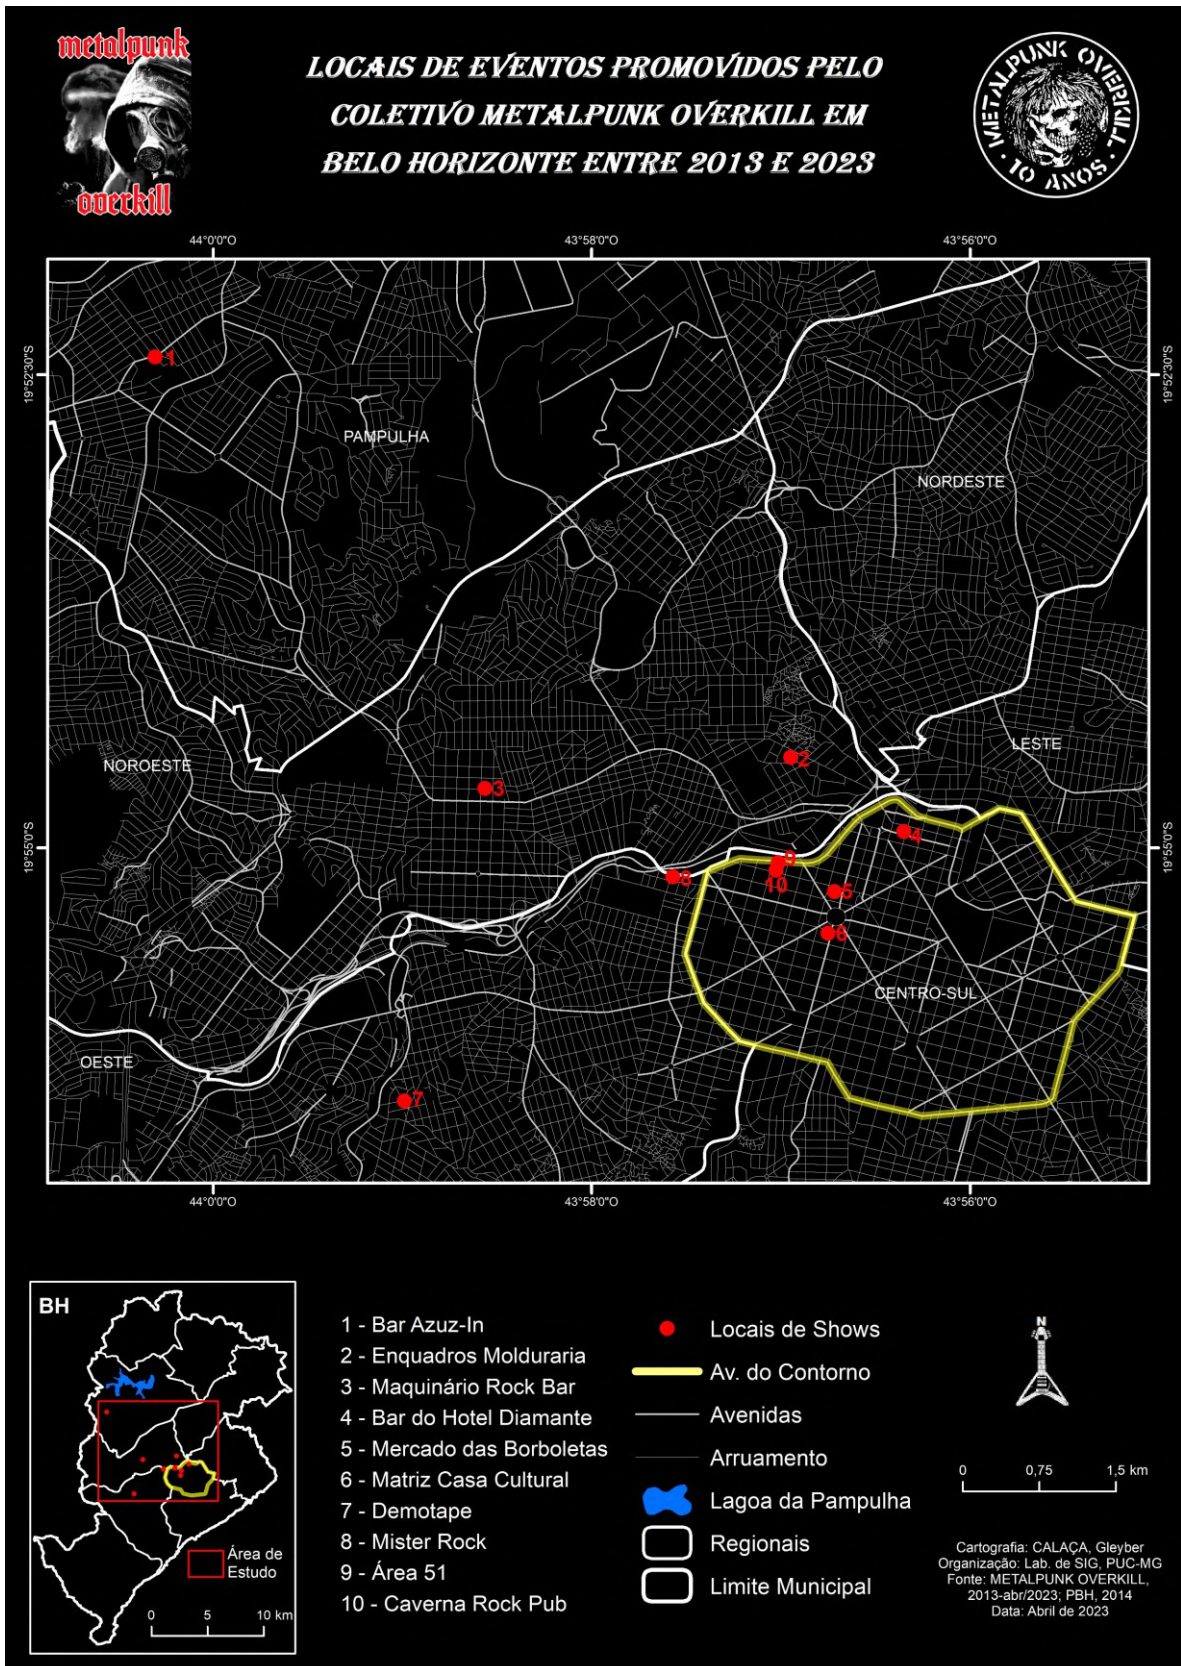 metalpunk
overkill
LOCAIS DE EVENTOS PROMOVIDOS PELO
COLETIVO METALPUNK OVERKILL EM
BELO HORIZONTE ENTRE 2013 E 2023
METALPUNK OVERKILL
· 10 ANOS ·
44°0'0"O
43°58'0"O
43°56'0"O
19°52'30"S
19°52'30"S
1
PAMPULHA
NORDESTE
LESTE
NOROESTE
2
3
4
19°55'0"S
19°55'0"S
9
8
10
5
6
CENTRO-SUL
OESTE
7
44°0'0"O
43°58'0"O
43°56'0"O
BH
Área de
Estudo
0 5 10 km
1 - Bar Azuz-In
2 - Enquadros Molduraria
3 - Maquinário Rock Bar
4 - Bar do Hotel Diamante
5 - Mercado das Borboletas
6 - Matriz Casa Cultural
7 - Demotape
8 - Mister Rock
9 - Área 51
10 - Caverna Rock Pub
Locais de Shows
Av. do Contorno
Avenidas
Arruamento
Lagoa da Pampulha
Regionais
Limite Municipal
N
0 0,75 1,5 km
Cartografia: CALAÇA, Gleyber
Organização: Lab. de SIG, PUC-MG
Fonte: METALPUNK OVERKILL,
2013-abr/2023; PBH, 2014
Data: Abril de 2023